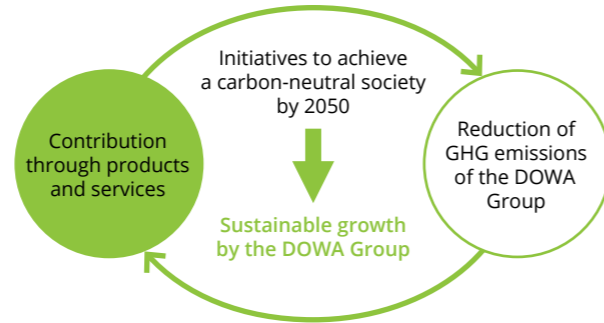 Initiatives to achieve
a carbon-neutral society
by 2050
Contribution
through products
and services
Reduction of
GHG emissions
of the DOWA
Group
Sustainable growth
by the DOWA Group